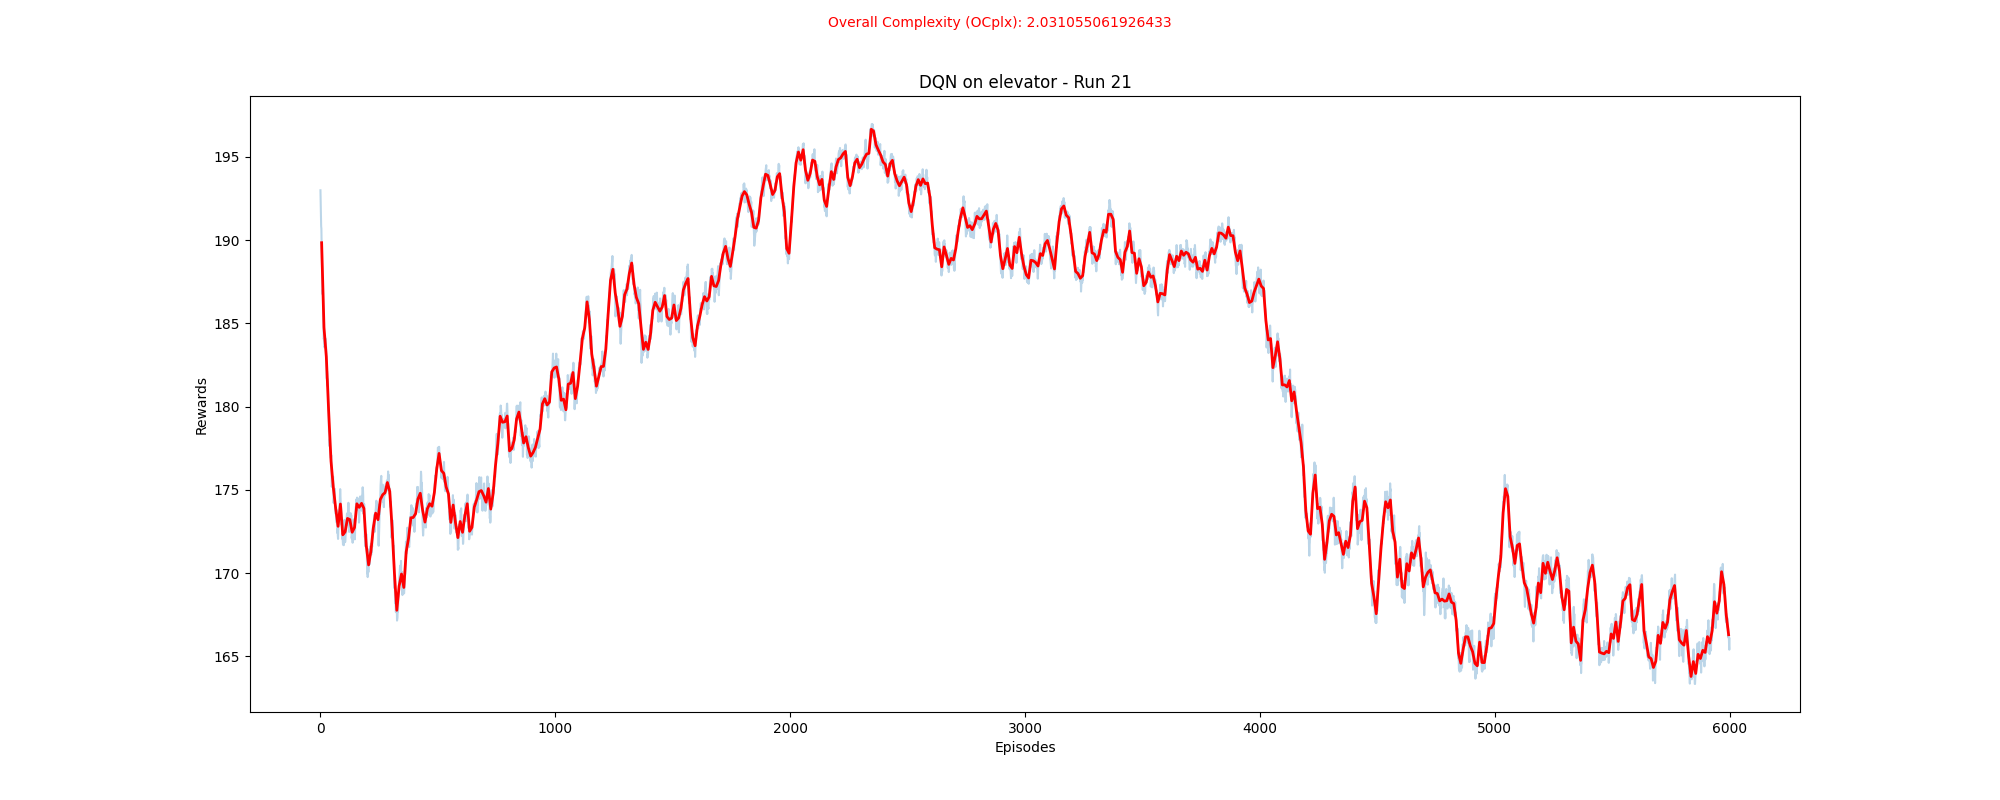 Overall Complexity (OCplx): 2.031055061926433
DQN on elevator - Run 21
195
190
185
180
175
170
165
Rewards
0 1000 2000 3000 4000 5000 6000
Episodes